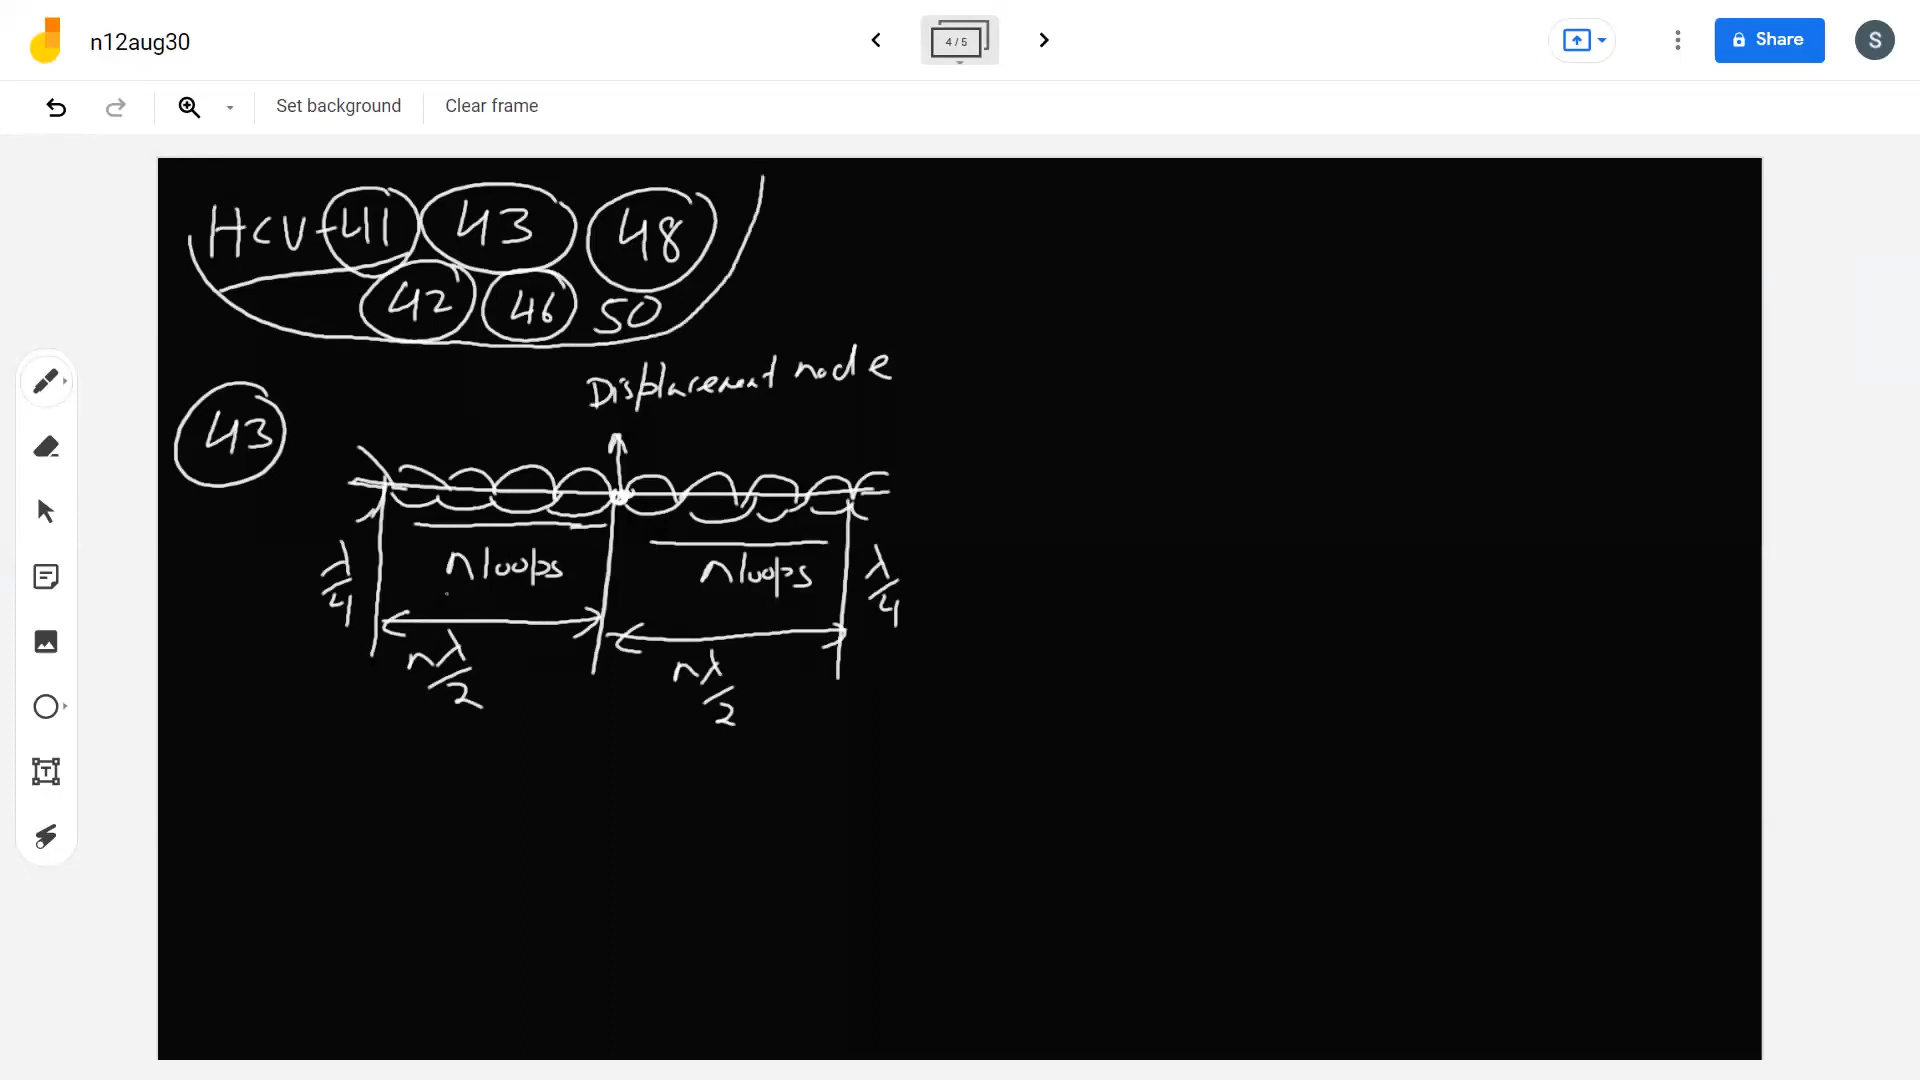 n12aug30
4 / 5
Share
S
Set background
Clear frame
HCV - 41 43 48
42 46 50
Displacement node
43
n loops n loops
λ/4 λ/4
nλ/2 nλ/2